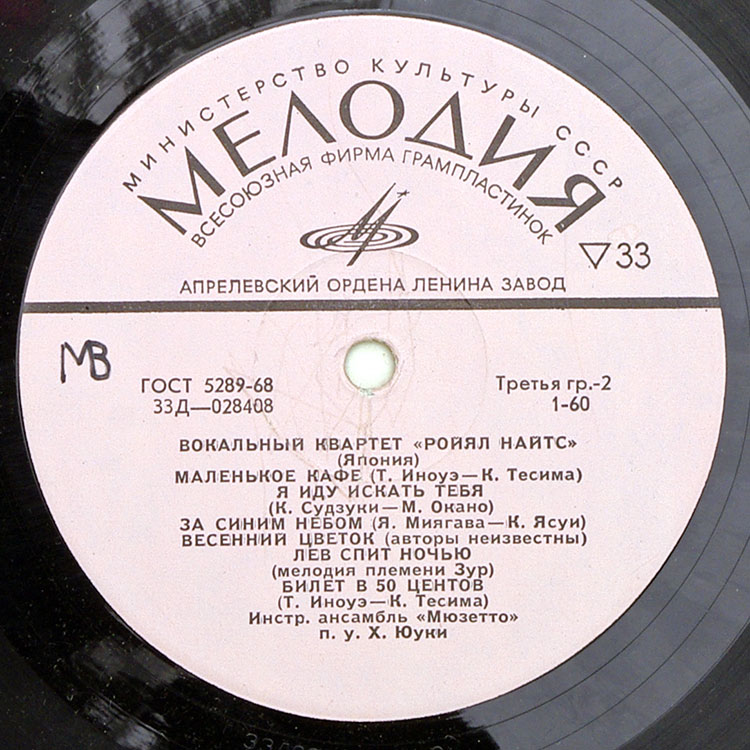 МИНИСТЕРСТВО КУЛЬТУРЫ СССР
МЕЛОДИЯ
ВСЕСОЮЗНАЯ ФИРМА ГРАМПЛАСТИНОК
33
АПРЕЛЕВСКИЙ ОРДЕНА ЛЕНИНА ЗАВОД
МВ
ГОСТ 5289-68
Третья гр.-2
33Д—028408
1-60
ВОКАЛЬНЫЙ КВАРТЕТ «РОЙЯЛ НАЙТС»
(Япония)
МАЛЕНЬКОЕ КАФЕ (Т. Иноуэ—К. Тесима)
Я ИДУ ИСКАТЬ ТЕБЯ
(К. Судзуки—М. Окано)
ЗА СИНИМ НЕБОМ (Я. Миягава—К. Ясуи)
ВЕСЕННИЙ ЦВЕТОК (авторы неизвестны)
ЛЕВ СПИТ НОЧЬЮ
(мелодия племени Зур)
БИЛЕТ В 50 ЦЕНТОВ
(Т. Иноуэ—К. Тесима)
Инстр. ансамбль «Мюзетто»
п. у. Х. Юуки